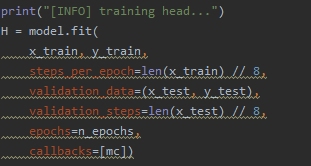 print("[INFO] training head...")
H = model.fit(
x_train, y_train,
steps_per_epoch=len(x_train) // 8,
validation_data=(x_test, y_test),
validation_steps=len(x_test) // 8,
epochs=n_epochs,
callbacks=[mc])